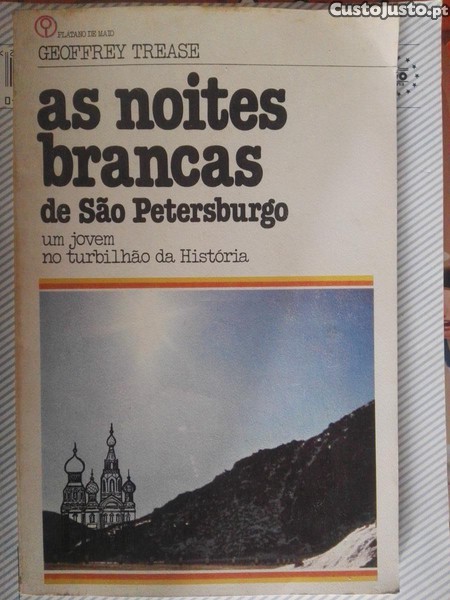 CustoJusto.pt
PLÁTANO DE MAIO
GEOFFREY TREASE
as noites
brancas
de São Petersburgo
um jovem
no turbilhão da História